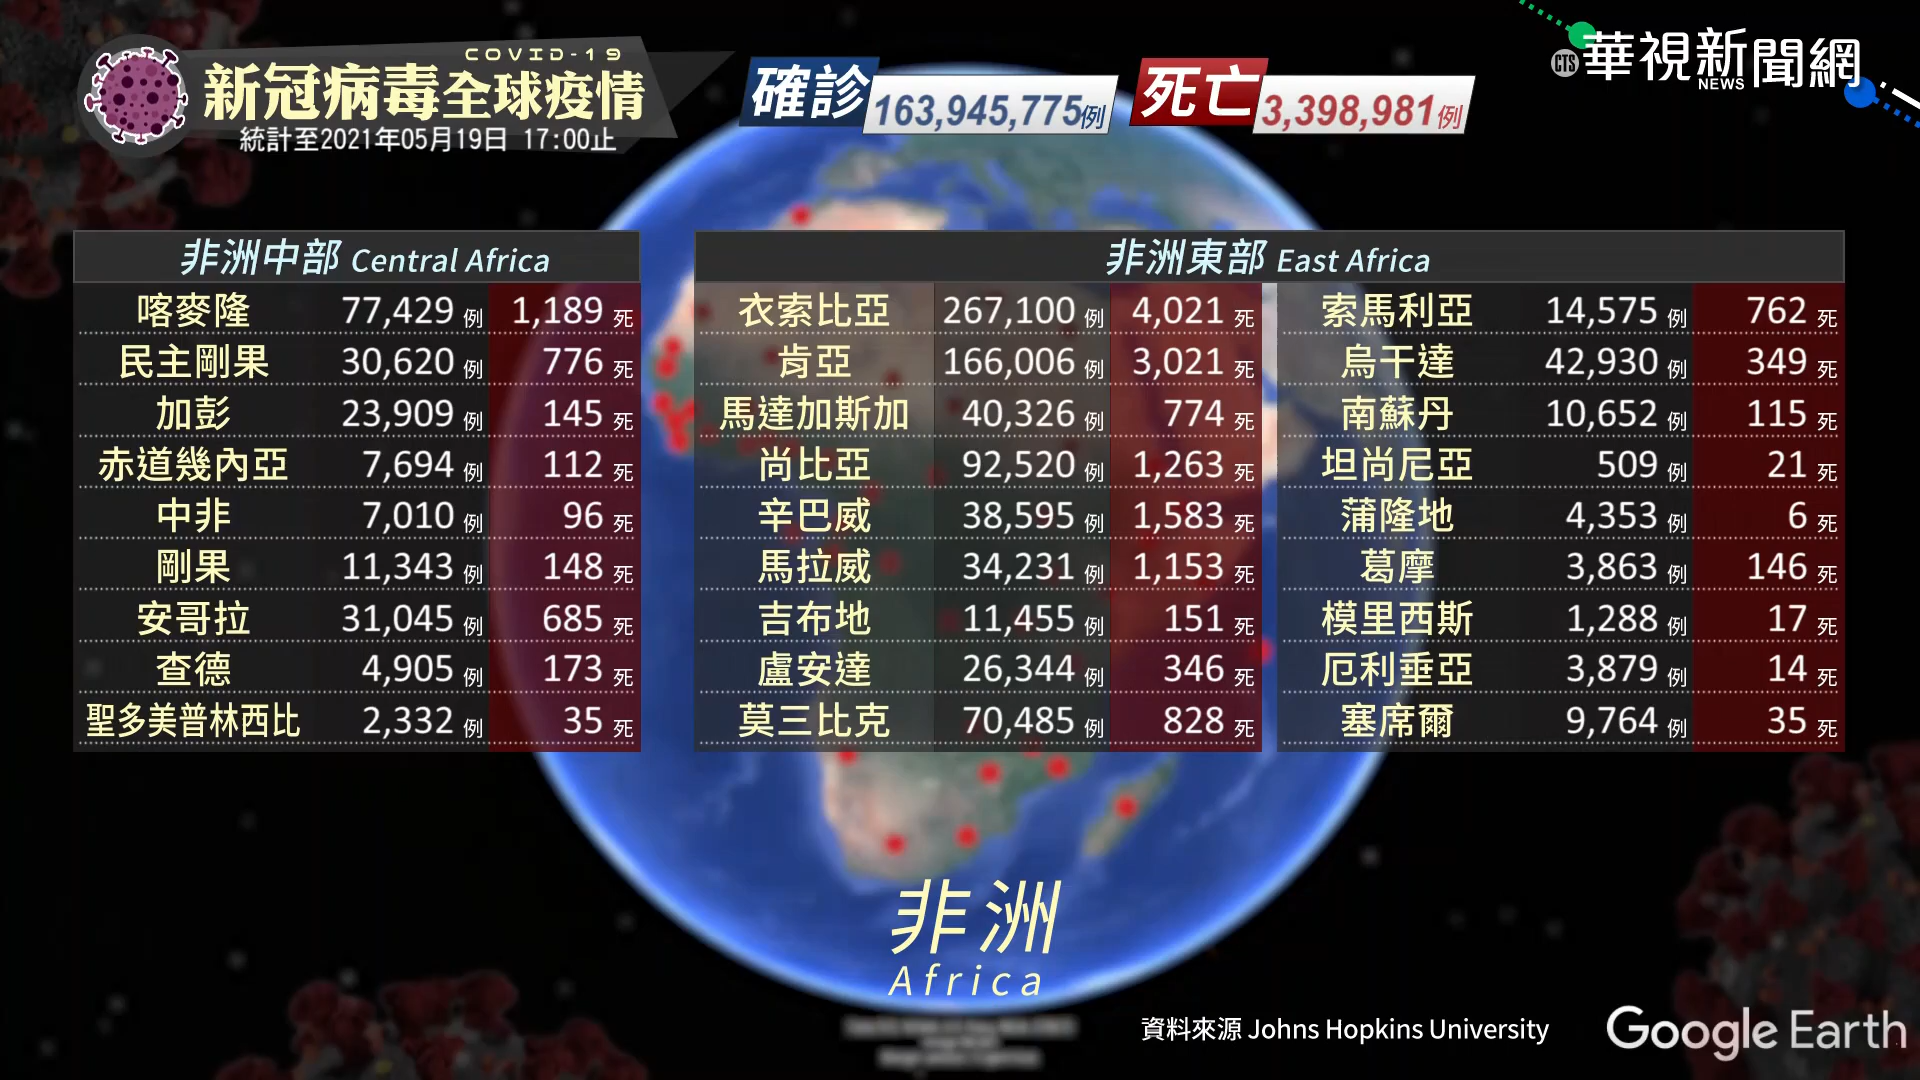 COVID-19
新冠病毒全球疫情
統計至2021年05月19日 17:00止
確診 163,945,775例
死亡 3,398,981例
CTS 華視新聞網
NEWS
非洲中部 Central Africa
喀麥隆 77,429 例 1,189 死
民主剛果 30,620 例 776 死
加彭 23,909 例 145 死
赤道幾內亞 7,694 例 112 死
中非 7,010 例 96 死
剛果 11,343 例 148 死
安哥拉 31,045 例 685 死
查德 4,905 例 173 死
聖多美普林西比 2,332 例 35 死
非洲東部 East Africa
衣索比亞 267,100 例 4,021 死
肯亞 166,006 例 3,021 死
馬達加斯加 40,326 例 774 死
尚比亞 92,520 例 1,263 死
辛巴威 38,595 例 1,583 死
馬拉威 34,231 例 1,153 死
吉布地 11,455 例 151 死
盧安達 26,344 例 346 死
莫三比克 70,485 例 828 死
索馬利亞 14,575 例 762 死
烏干達 42,930 例 349 死
南蘇丹 10,652 例 115 死
坦尚尼亞 509 例 21 死
蒲隆地 4,353 例 6 死
葛摩 3,863 例 146 死
模里西斯 1,288 例 17 死
厄利垂亞 3,879 例 14 死
塞席爾 9,764 例 35 死
非洲
Africa
資料來源 Johns Hopkins University
Google Earth